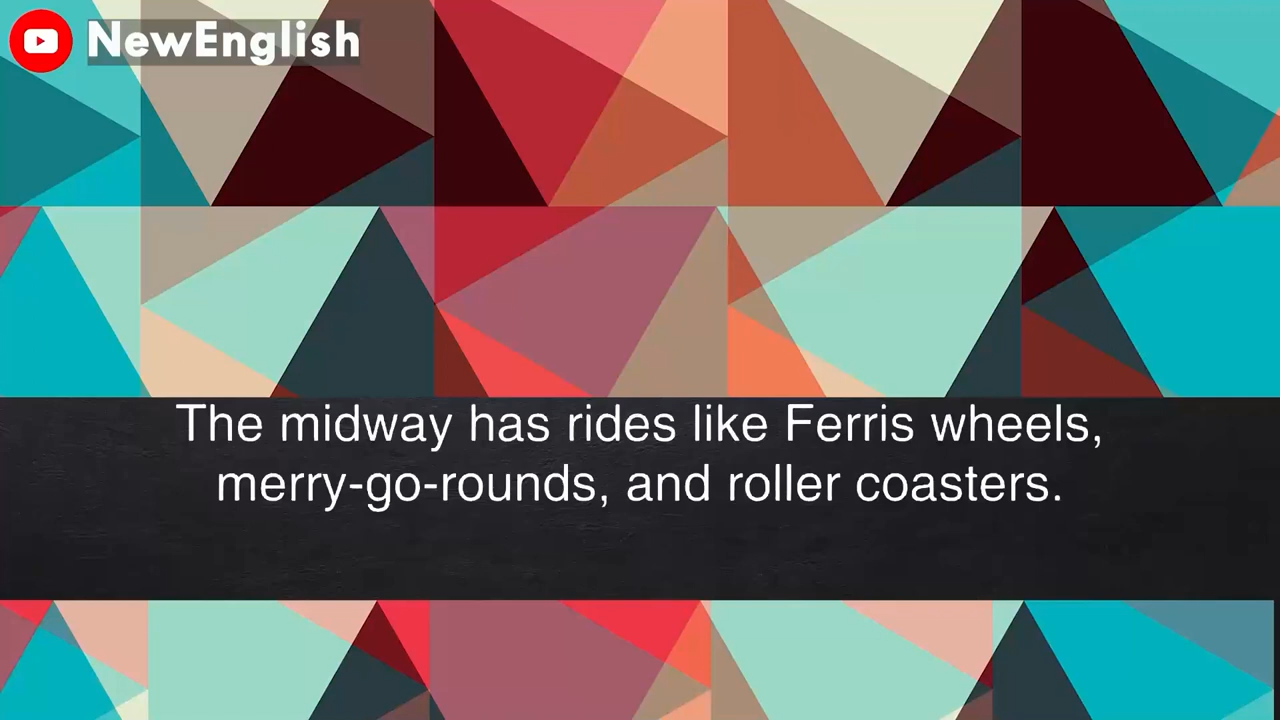 NewEnglish
The midway has rides like Ferris wheels,
merry-go-rounds, and roller coasters.